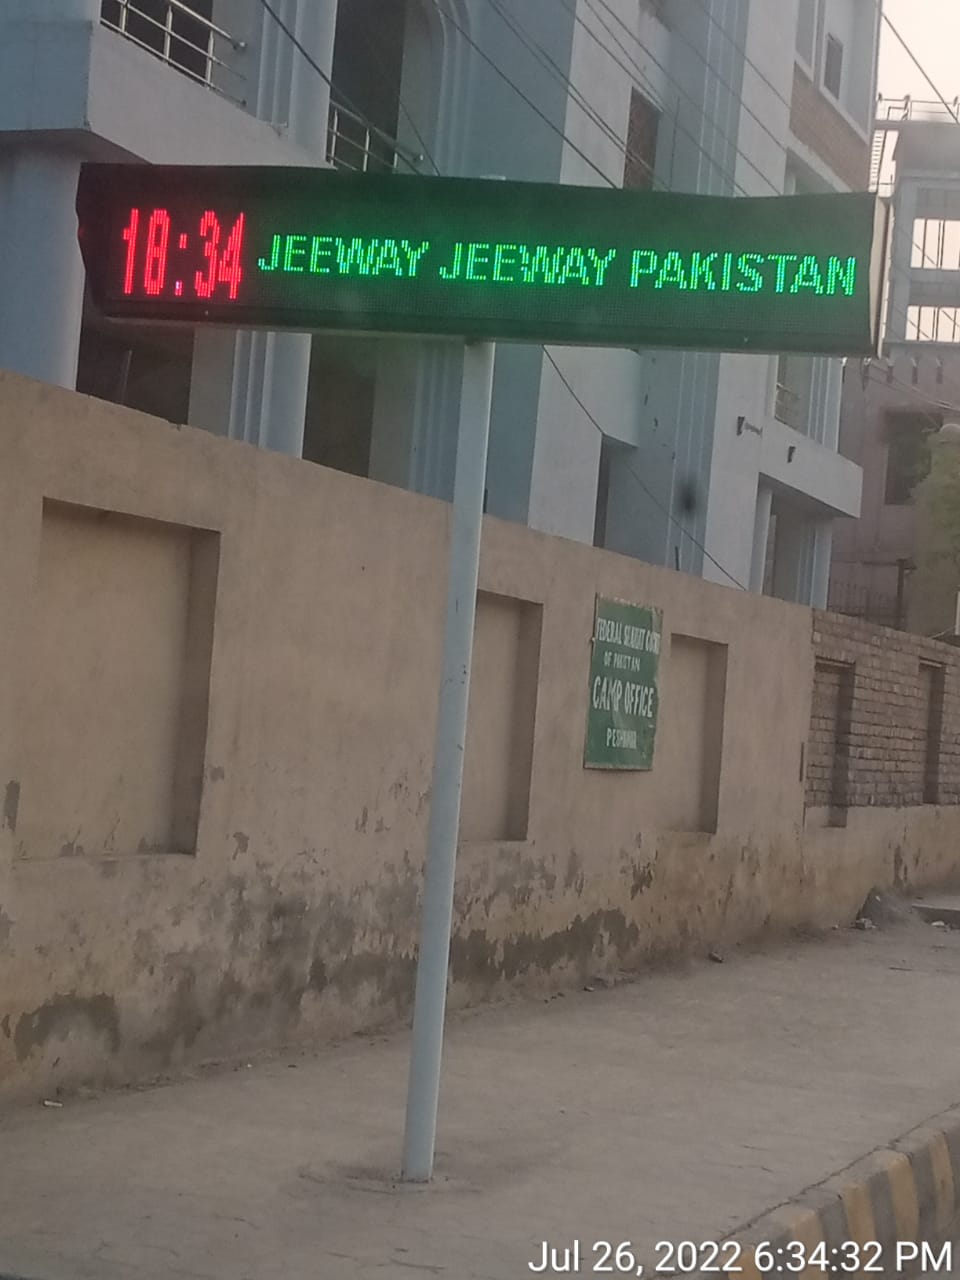 18:34 JEEWAY JEEWAY PAKISTAN
FEDERAL SHARIAT COURT
OF PAKISTAN
CAMP OFFICE
PESHAWAR
Jul 26, 2022 6:34:32 PM